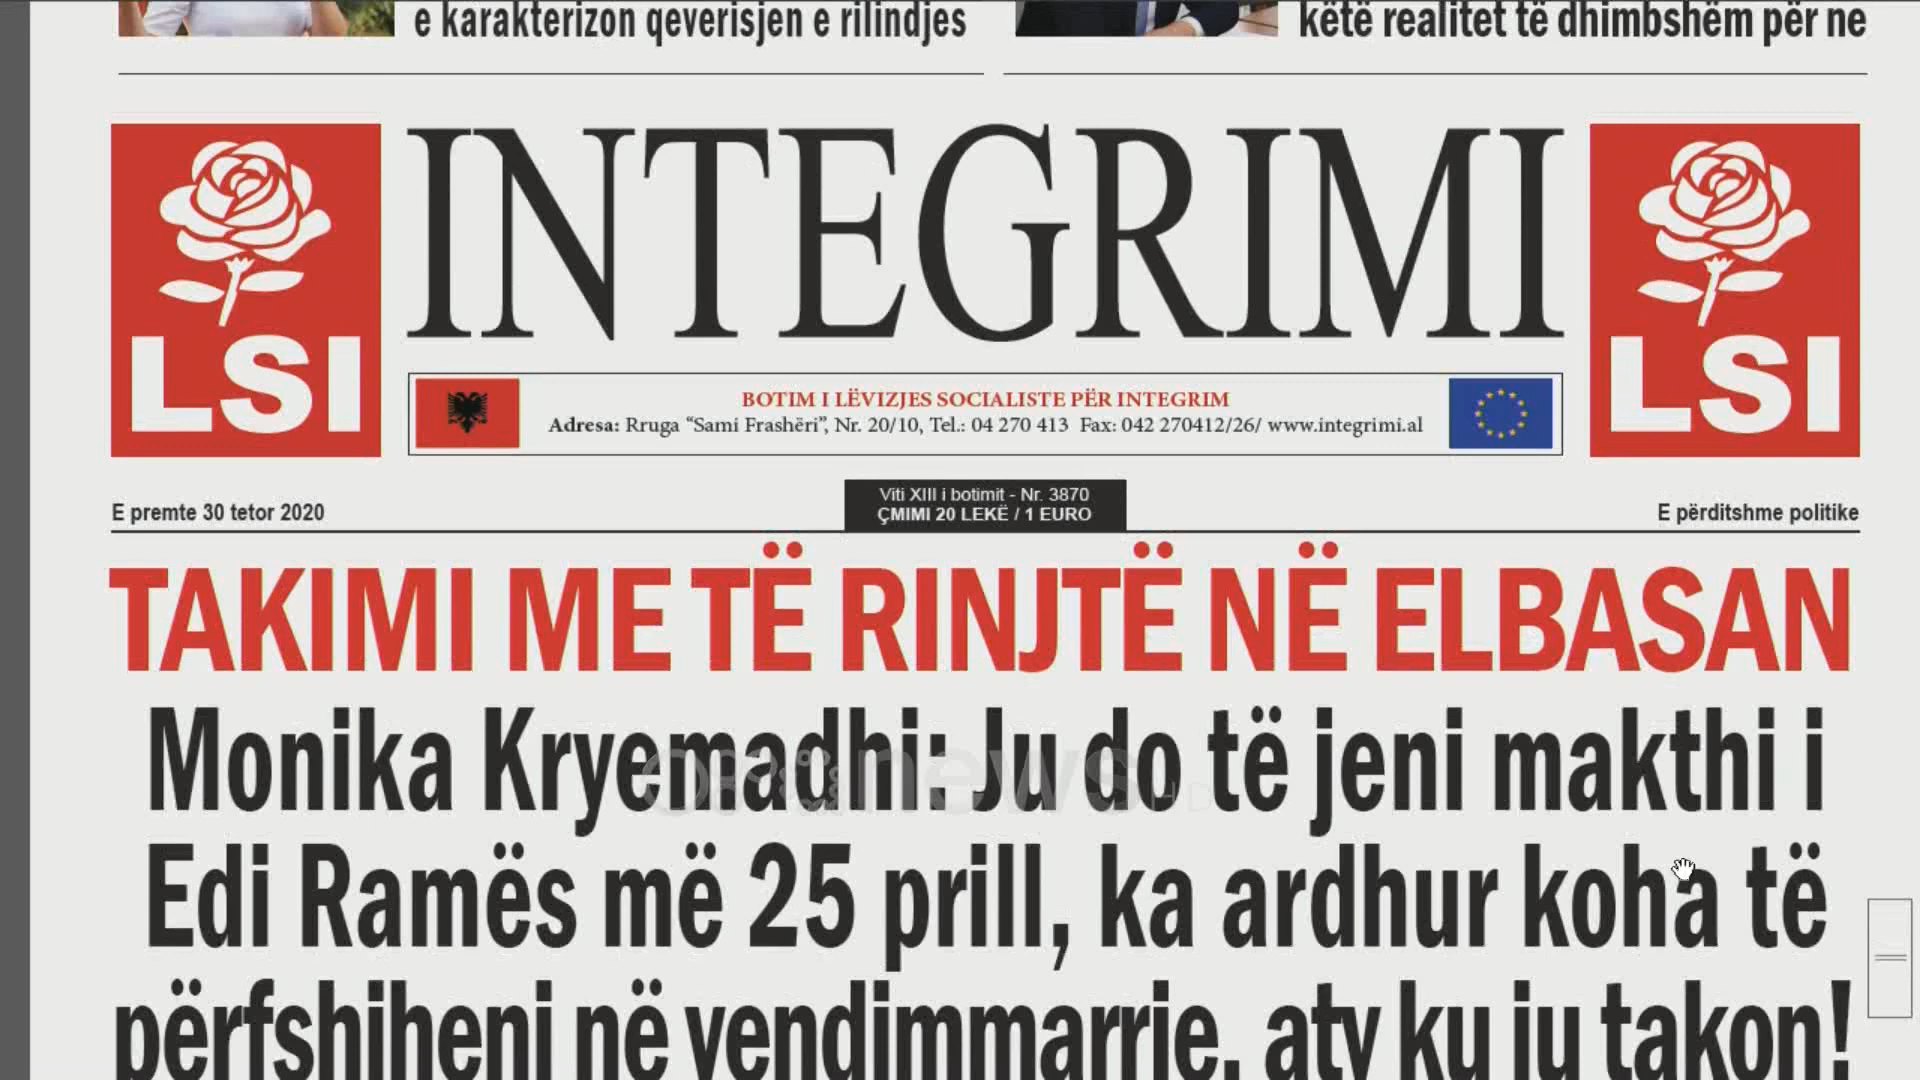 e karakterizon qeverisjen e rilindjes
këtë realitet të dhimbshëm për ne
LSI
INTEGRIMI
LSI
BOTIM I LËVIZJES SOCIALISTE PËR INTEGRIM
Adresa: Rruga “Sami Frashëri”, Nr. 20/10, Tel.: 04 270 413 Fax: 042 270412/26/ www.integrimi.al
E premte 30 tetor 2020
Viti XIII i botimit - Nr. 3870
ÇMIMI 20 LEKË / 1 EURO
E përditshme politike
TAKIMI ME TË RINJTË NË ELBASAN
Monika Kryemadhi: Ju do të jeni makthi i
Edi Ramës më 25 prill, ka ardhur koha të
përfshiheni në vendimmarrje, aty ku ju takon!
news